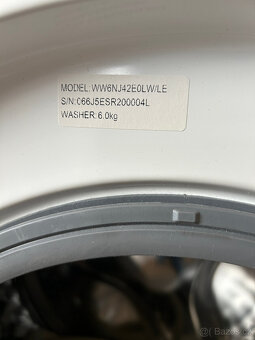 MODEL: WW6NJ42E0LW/LE
S/N: 066J5ESR200004L
WASHER: 6.0kg